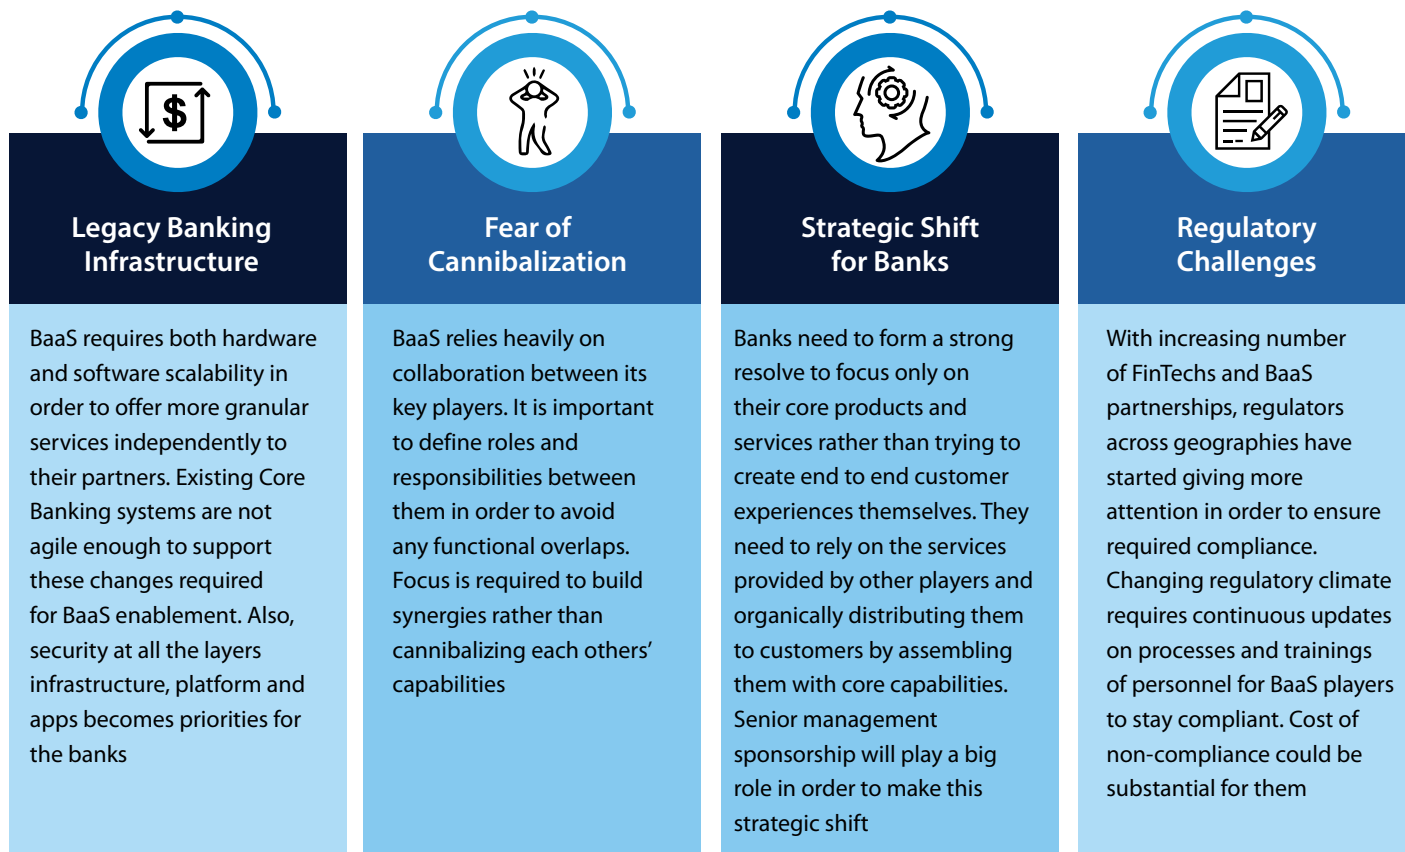 $
Legacy Banking
Infrastructure
BaaS requires both hardware
and software scalability in
order to offer more granular
services independently to
their partners. Existing Core
Banking systems are not
agile enough to support
these changes required
for BaaS enablement. Also,
security at all the layers
infrastructure, platform and
apps becomes priorities for
the banks
Fear of
Cannibalization
BaaS relies heavily on
collaboration between its
key players. It is important
to define roles and
responsibilities between
them in order to avoid
any functional overlaps.
Focus is required to build
synergies rather than
cannibalizing each others’
capabilities
Strategic Shift
for Banks
Banks need to form a strong
resolve to focus only on
their core products and
services rather than trying to
create end to end customer
experiences themselves. They
need to rely on the services
provided by other players and
organically distributing them
to customers by assembling
them with core capabilities.
Senior management
sponsorship will play a big
role in order to make this
strategic shift
Regulatory
Challenges
With increasing number
of FinTechs and BaaS
partnerships, regulators
across geographies have
started giving more
attention in order to ensure
required compliance.
Changing regulatory climate
requires continuous updates
on processes and trainings
of personnel for BaaS players
to stay compliant. Cost of
non-compliance could be
substantial for them